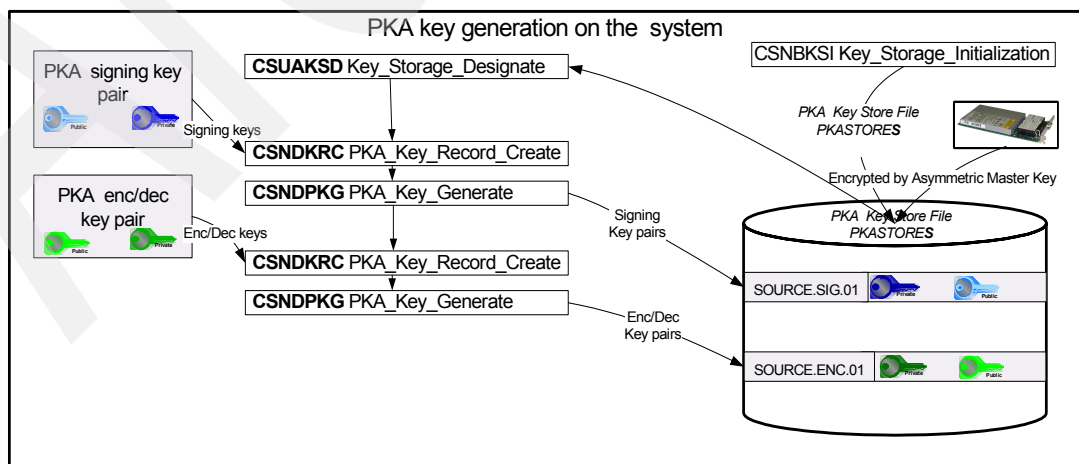 PKA key generation on the system
PKA signing key
pair
Public
Private
Signing keys
CSUAKSD Key_Storage_Designate
CSNBKSI Key_Storage_Initialization
PKA Key Store File
PKASTORES
Encrypted by Asymmetric Master Key
CSNDKRC PKA_Key_Record_Create
CSNDPKG PKA_Key_Generate
PKA enc/dec
key pair
Public
Private
Enc/Dec keys
CSNDKRC PKA_Key_Record_Create
CSNDPKG PKA_Key_Generate
Signing
Key pairs
Enc/Dec
Key pairs
PKA Key Store File
PKASTORES
SOURCE.SIG.01
Private
Public
SOURCE.ENC.01
Private
Public